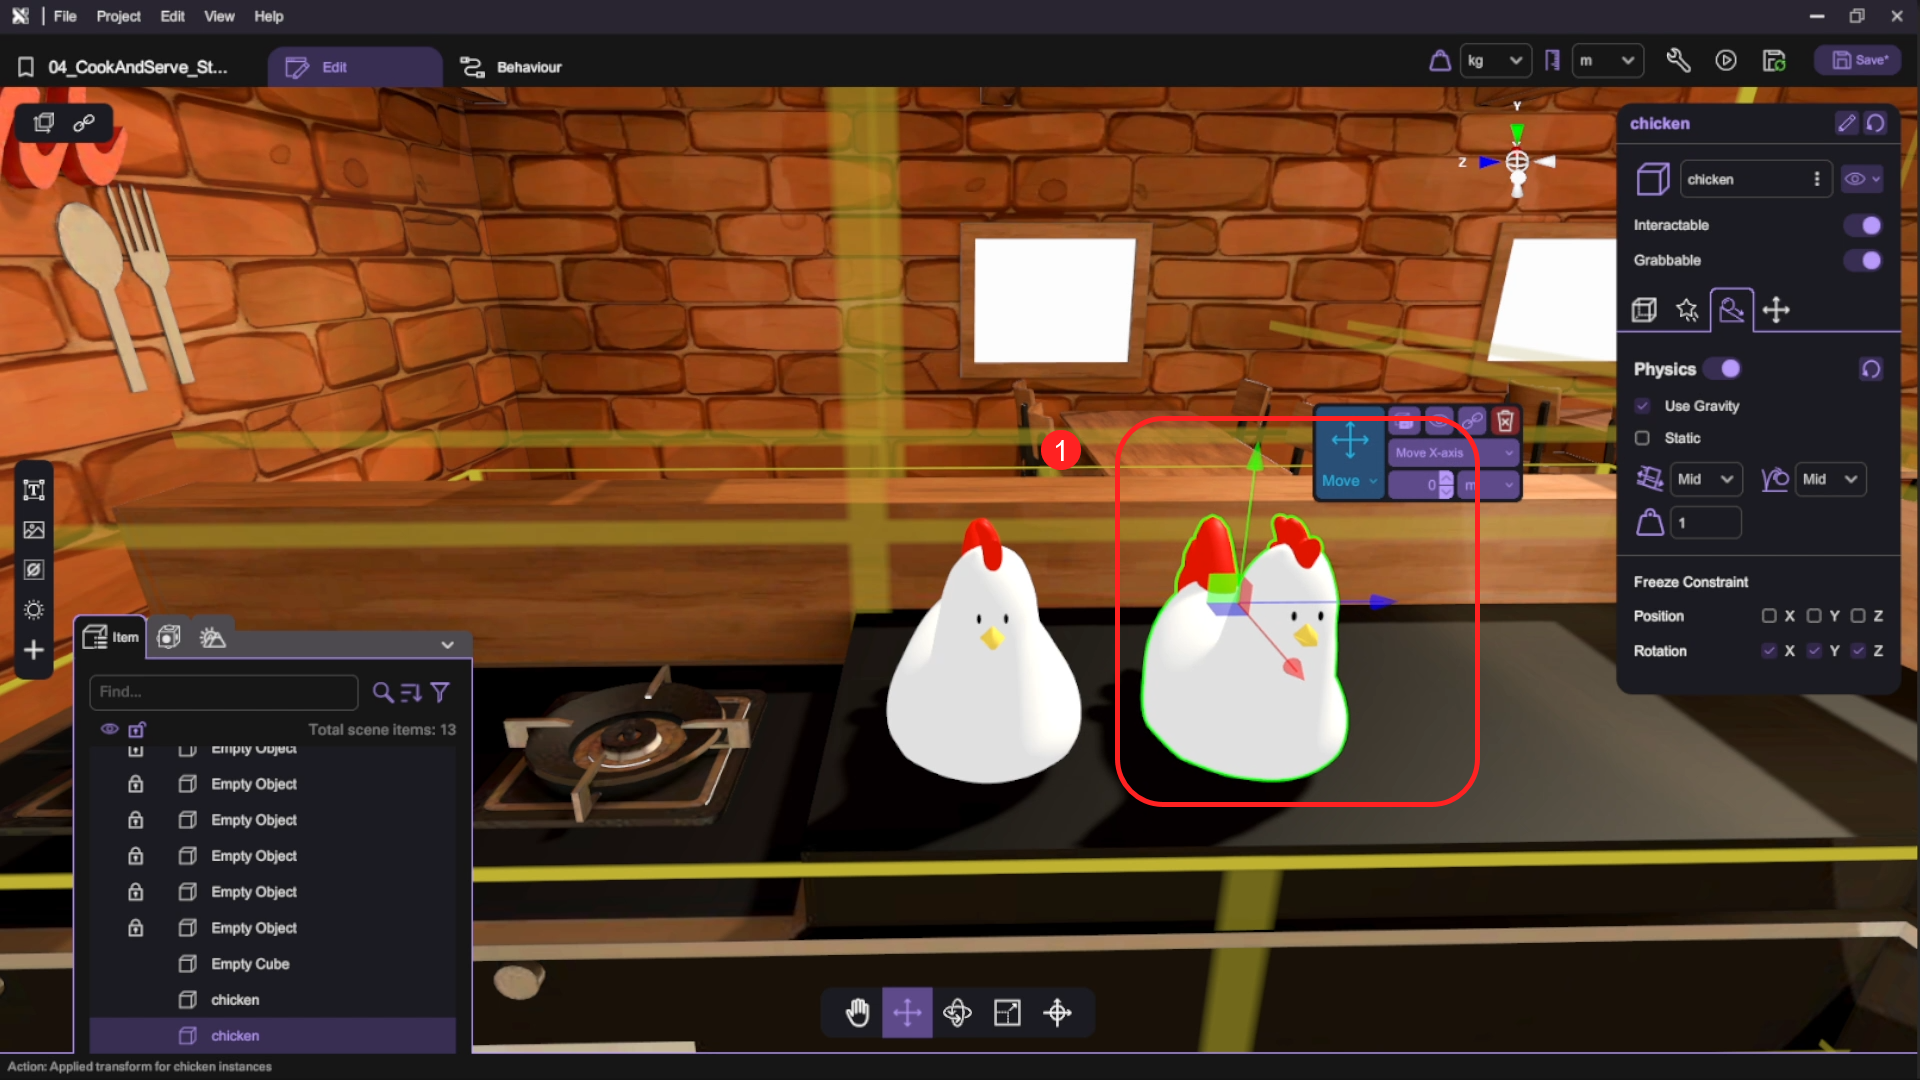 File Project Edit View Help
04_CookAndServe_St... Edit Behaviour kg m Save*
Y
Z
chicken
chicken
Interactable
Grabbable
Physics
Use Gravity
Static
Mid Mid
1
Freeze Constraint
Position X Y Z
Rotation X Y Z
1
Move X-axis
Move 0 m
T
Item
Find...
Total scene items: 13
Empty Object
Empty Object
Empty Object
Empty Object
Empty Object
Empty Object
Empty Cube
chicken
chicken
Action: Applied transform for chicken instances